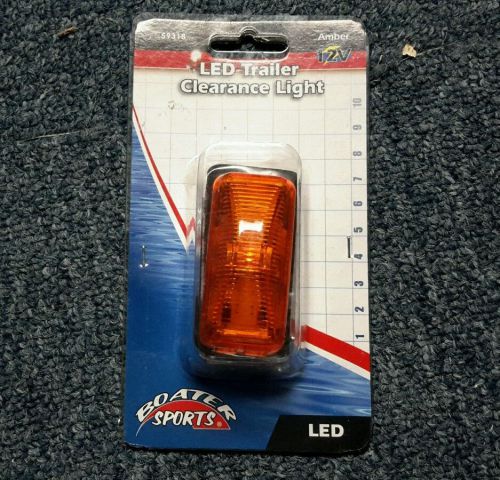 59318
Amber
12V
LED Trailer
Clearance Light
10
9
8
7
6
5
4
3
2
1
BOATER
SPORTS®
LED